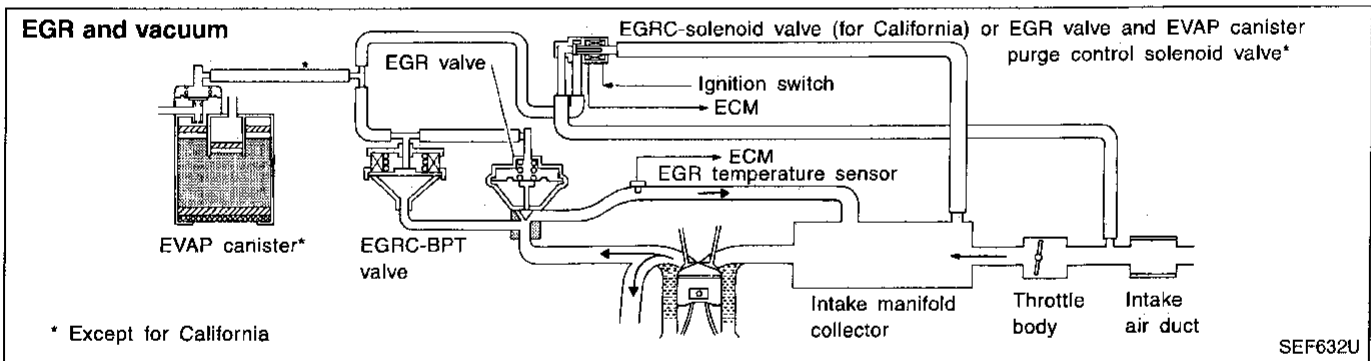 EGR and vacuum
EGRC-solenoid valve (for California) or EGR valve and EVAP canister
purge control solenoid valve*
*
EGR valve
Ignition switch
ECM
ECM
EGR temperature sensor
EVAP canister*
EGRC-BPT
valve
Intake manifold
collector
Throttle
body
Intake
air duct
* Except for California
SEF632U